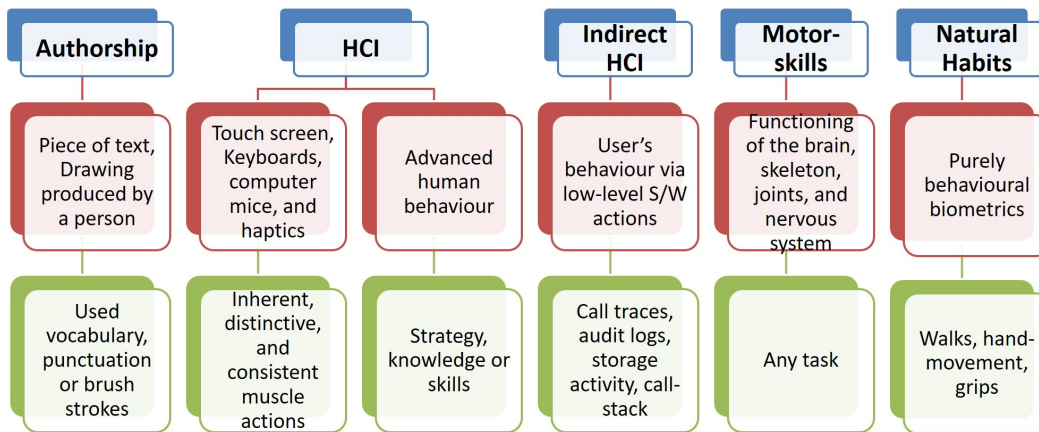 Authorship
HCI
Indirect
HCI
Motor-
skills
Natural
Habits
Piece of text,
Drawing
produced by
a person
Touch screen,
Keyboards,
computer
mice, and
haptics
Advanced
human
behaviour
User's
behaviour via
low-level S/W
actions
Functioning
of the brain,
skeleton,
joints, and
nervous
system
Purely
behavioural
biometrics
Used
vocabulary,
punctuation
or brush
strokes
Inherent,
distinctive,
and
consistent
muscle
actions
Strategy,
knowledge or
skills
Call traces,
audit logs,
storage
activity, call-
stack
Any task
Walks, hand-
movement,
grips